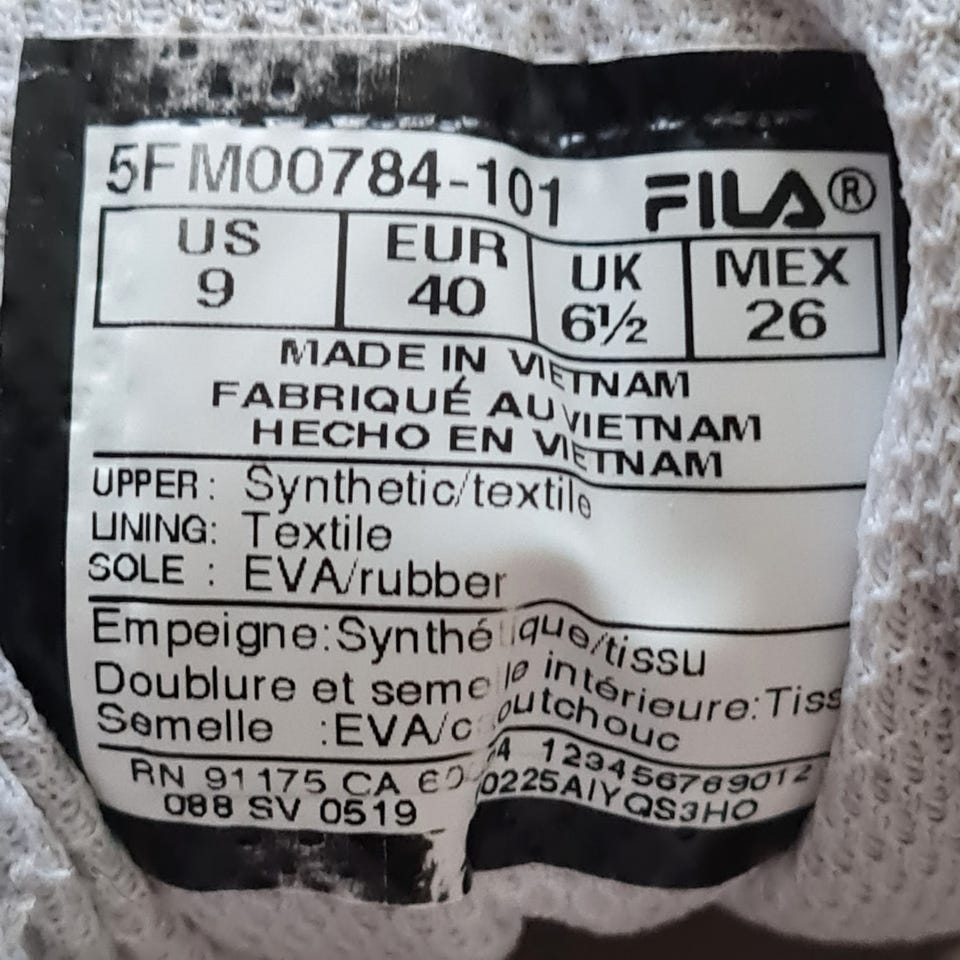 5FM00784-101 FILA®
US EUR UK MEX
9 40 6½ 26
MADE IN VIETNAM
FABRIQUÉ AU VIETNAM
HECHO EN VIETNAM
UPPER: Synthetic/textile
LINING: Textile
SOLE : EVA/rubber
Empeigne: Synthétique/tissu
Doublure et semelle intérieure: Tiss
Semelle :EVA/caoutchouc
RN 91175 CA 123456789012
088 SV 0519 0225AIYQS3HO